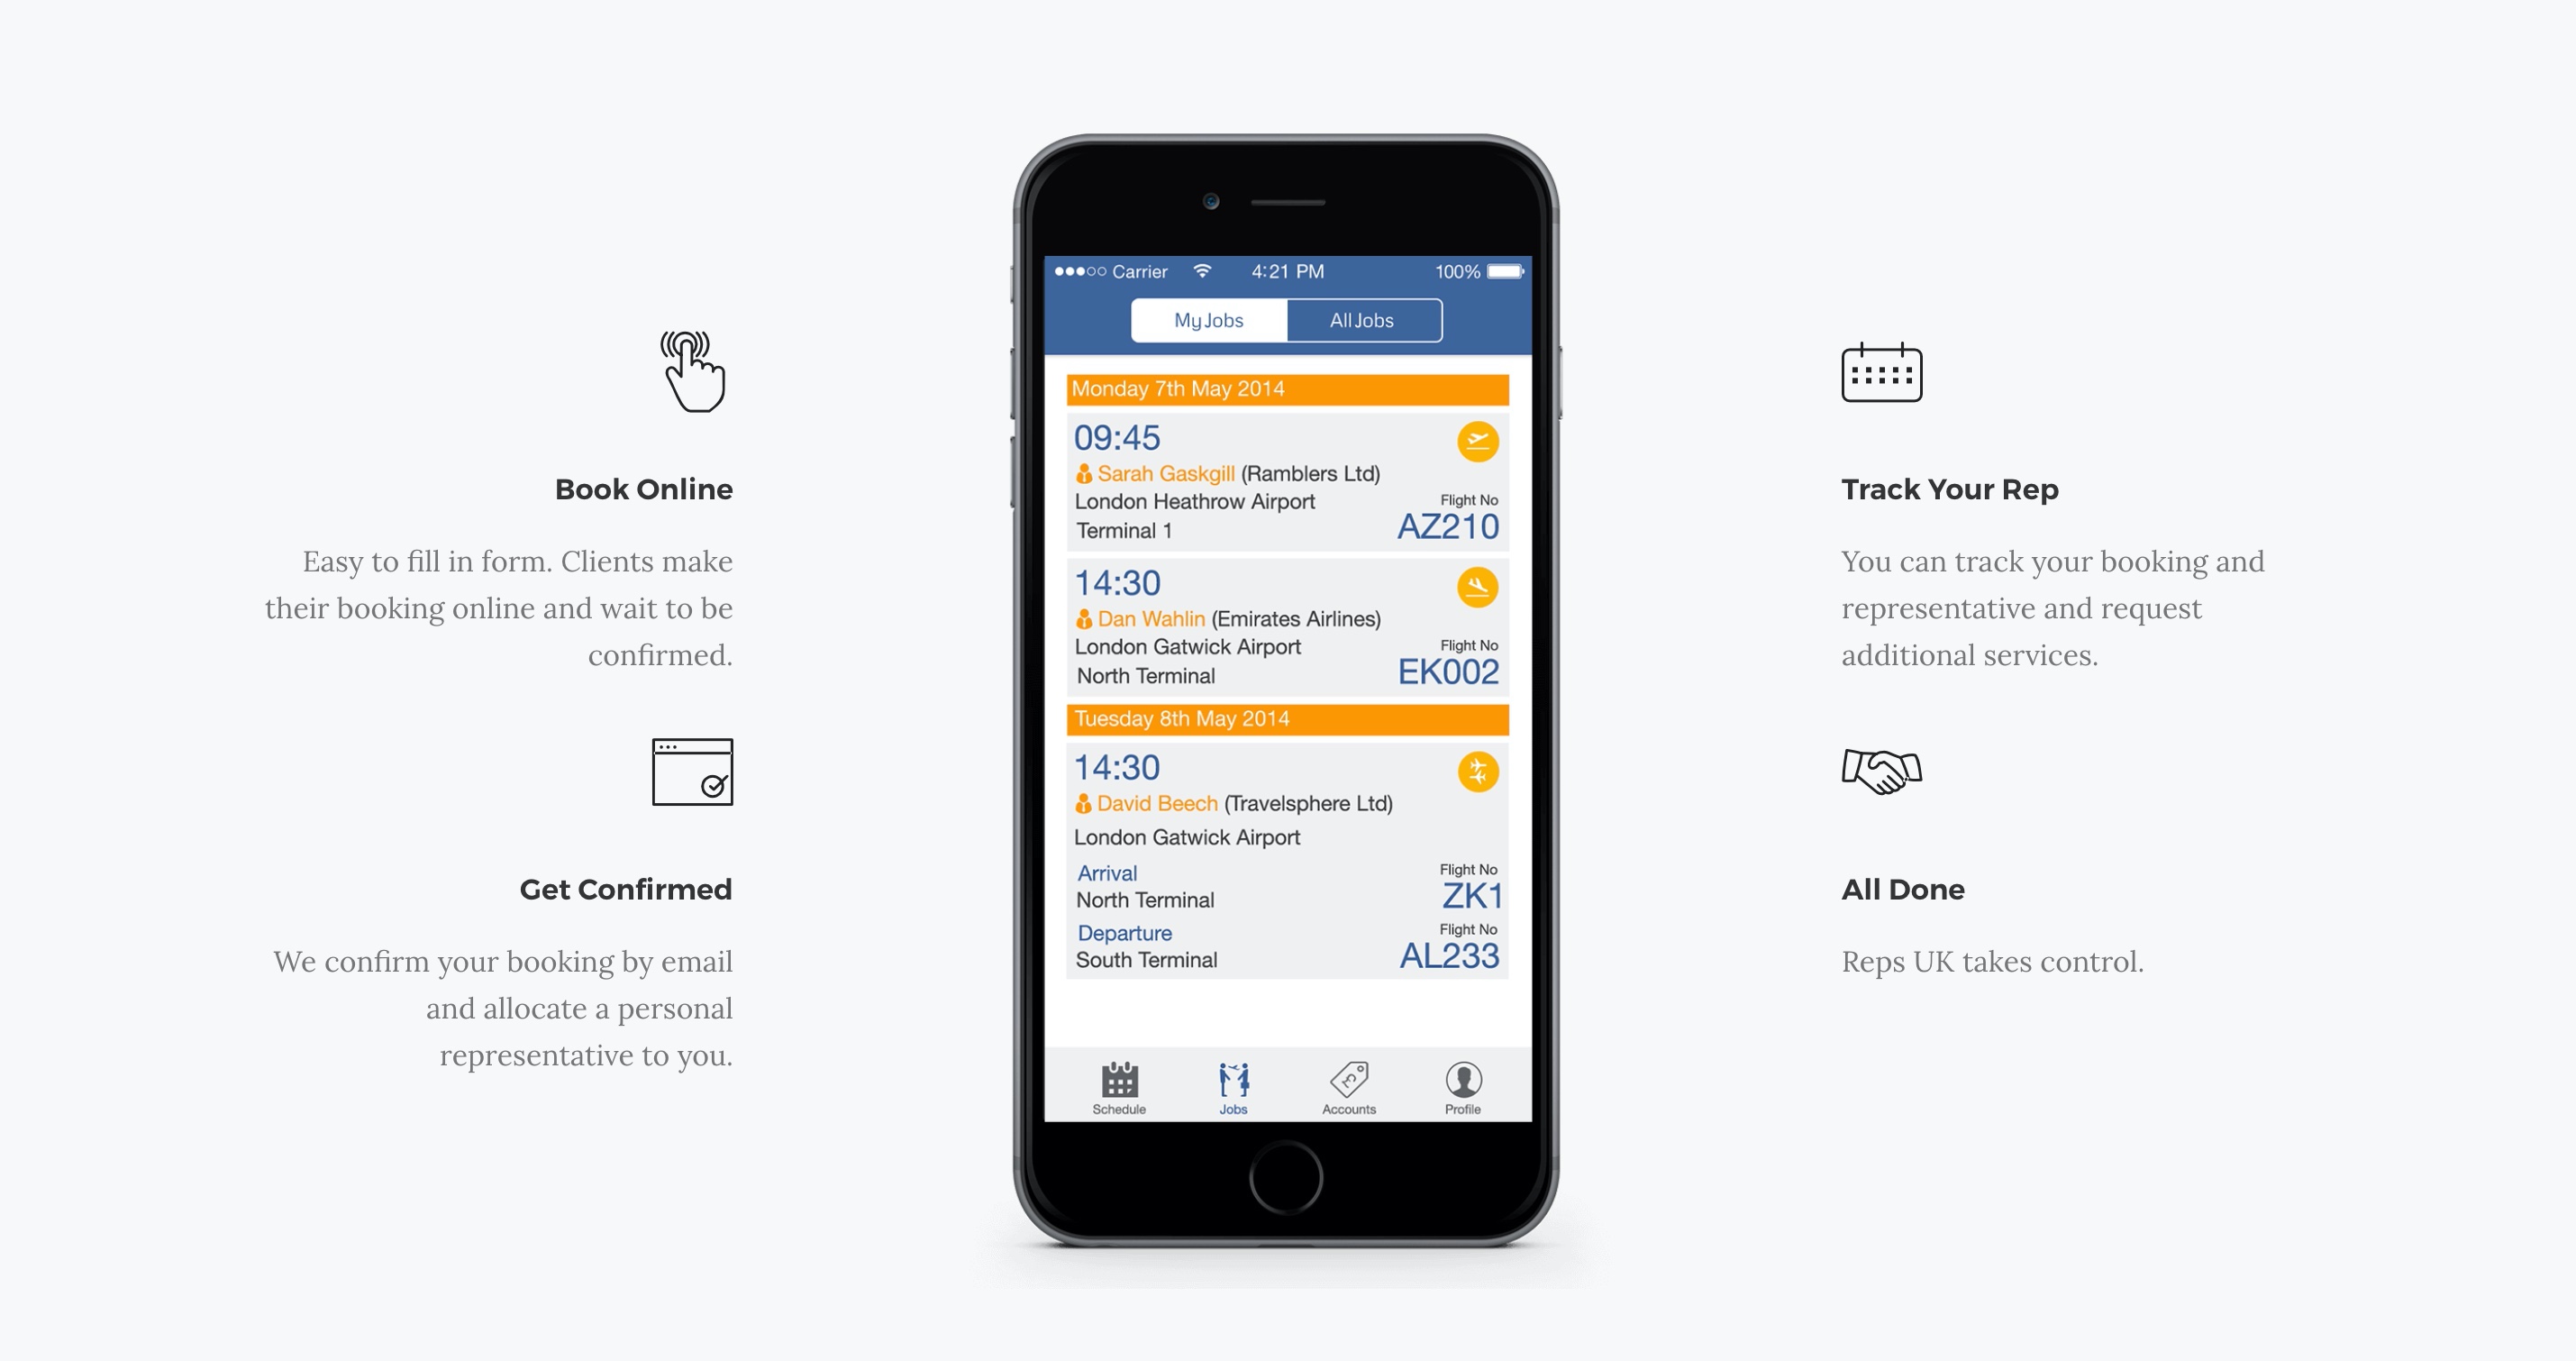 Book Online
Easy to fill in form. Clients make
their booking online and wait to be
confirmed.
Get Confirmed
We confirm your booking by email
and allocate a personal
representative to you.
Carrier 4:21 PM 100%
My Jobs All Jobs
Monday 7th May 2014
09:45
Sarah Gaskgill (Ramblers Ltd)
London Heathrow Airport Flight No
Terminal 1 AZ210
14:30
Dan Wahlin (Emirates Airlines)
London Gatwick Airport Flight No
North Terminal EK002
Tuesday 8th May 2014
14:30
David Beech (Travelsphere Ltd)
London Gatwick Airport
Arrival Flight No
North Terminal ZK1
Departure Flight No
South Terminal AL233
Schedule Jobs Accounts Profile
Track Your Rep
You can track your booking and
representative and request
additional services.
All Done
Reps UK takes control.